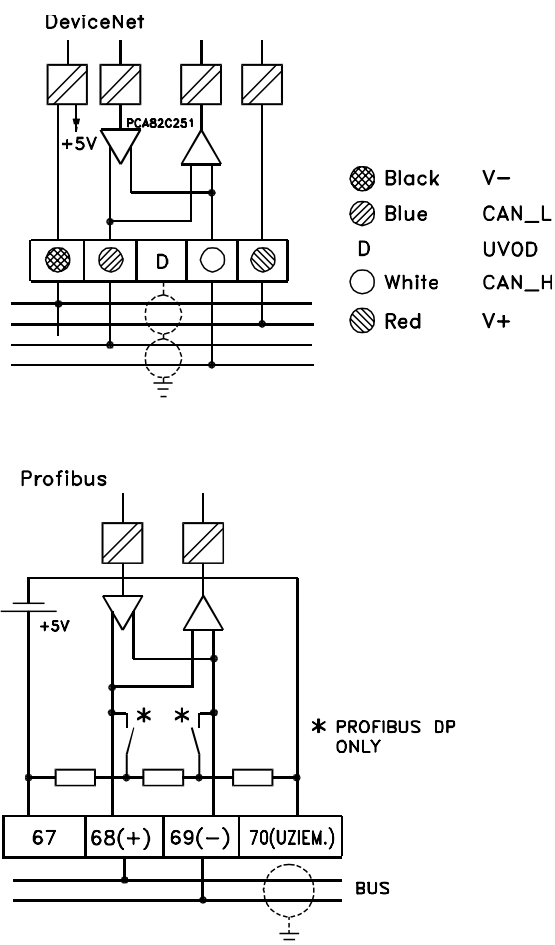 DeviceNet
PCA82C251
+5V
Black V-
Blue CAN_L
D UVOD
White CAN_H
Red V+
D
Profibus
+5V
* *
* PROFIBUS DP
ONLY
67 68(+) 69(-) 70(UZIEM.)
BUS